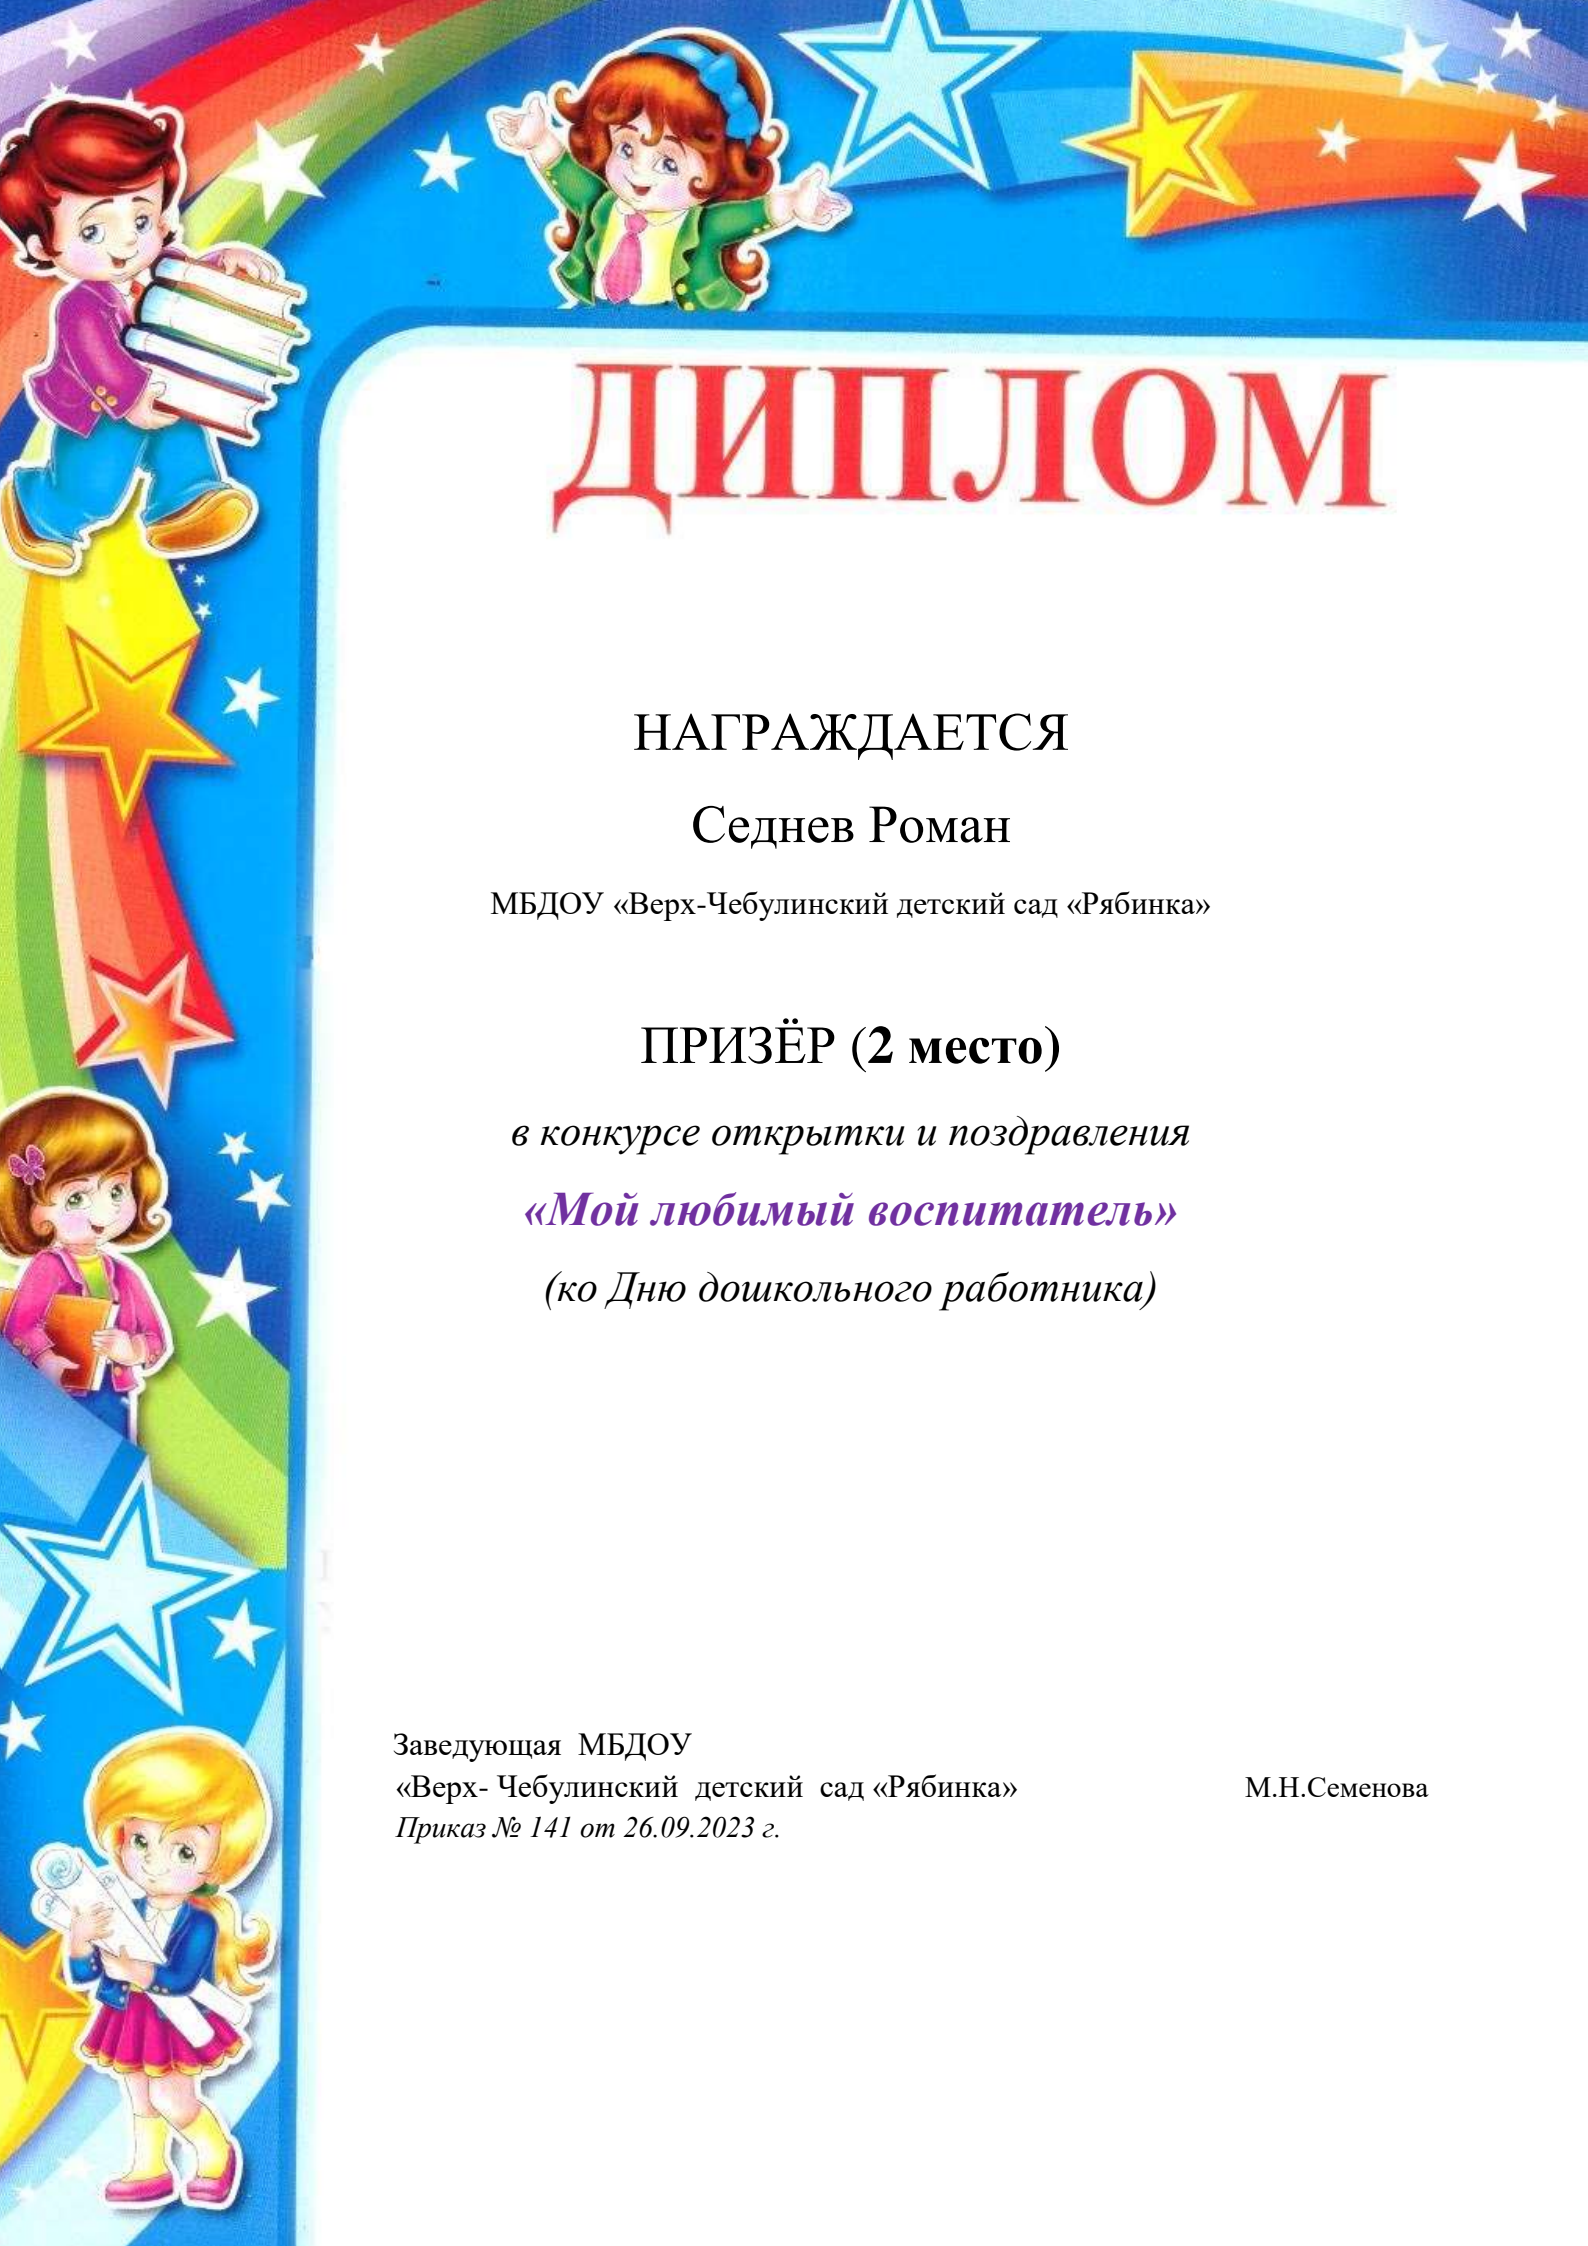 ДИПЛОМ
НАГРАЖДАЕТСЯ
Седнев Роман
МБДОУ «Верх-Чебулинский детский сад «Рябинка»
ПРИЗЁР (2 место)
в конкурсе открытки и поздравления
«Мой любимый воспитатель»
(ко Дню дошкольного работника)
Заведующая МБДОУ
«Верх- Чебулинский детский сад «Рябинка» М.Н.Семенова
Приказ № 141 от 26.09.2023 г.